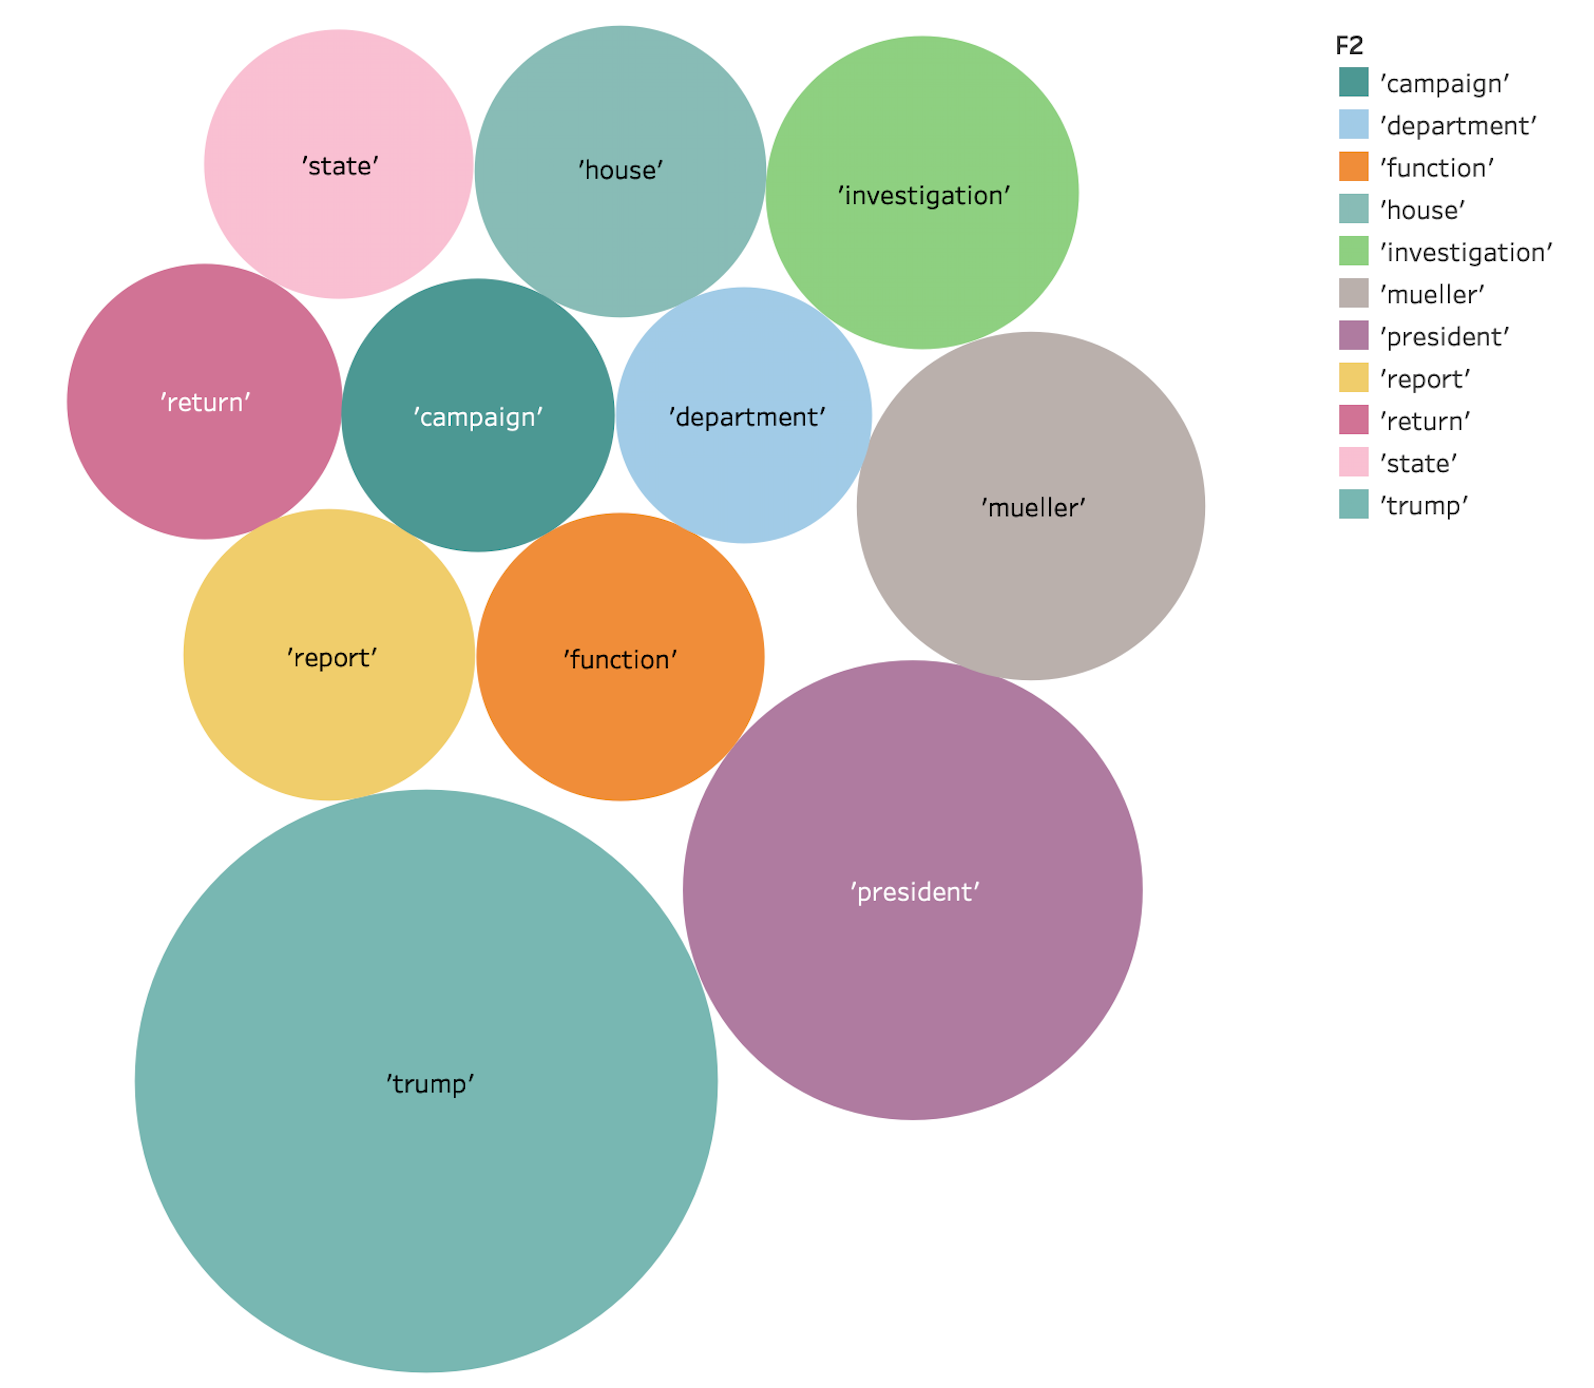 'state'
'house'
'investigation'
'return'
'campaign'
'department'
'mueller'
'report'
'function'
'president'
'trump'
F2
'campaign'
'department'
'function'
'house'
'investigation'
'mueller'
'president'
'report'
'return'
'state'
'trump'